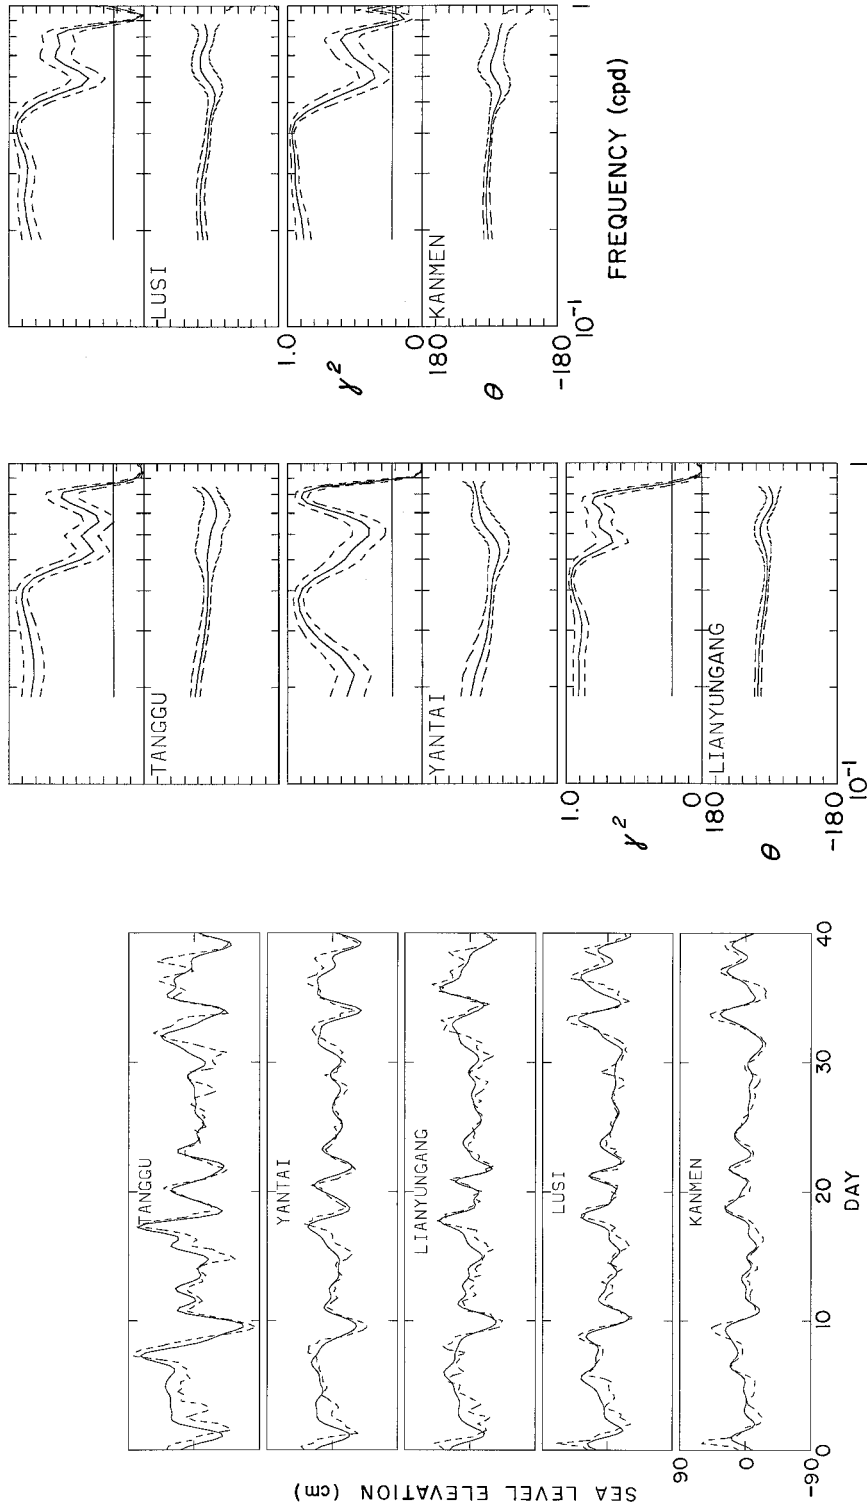 TANGGU
YANTAI
LIANYUNGANG
LUSI
KANMEN
SEA LEVEL ELEVATION (cm)
90
0
-90
0
10
20
30
40
DAY
TANGGU
YANTAI
1.0
γ²
0
180
LIANYUNGANG
θ
-180
10⁻¹
1
LUSI
1.0
γ²
0
180
KANMEN
θ
-180
10⁻¹
1
FREQUENCY (cpd)